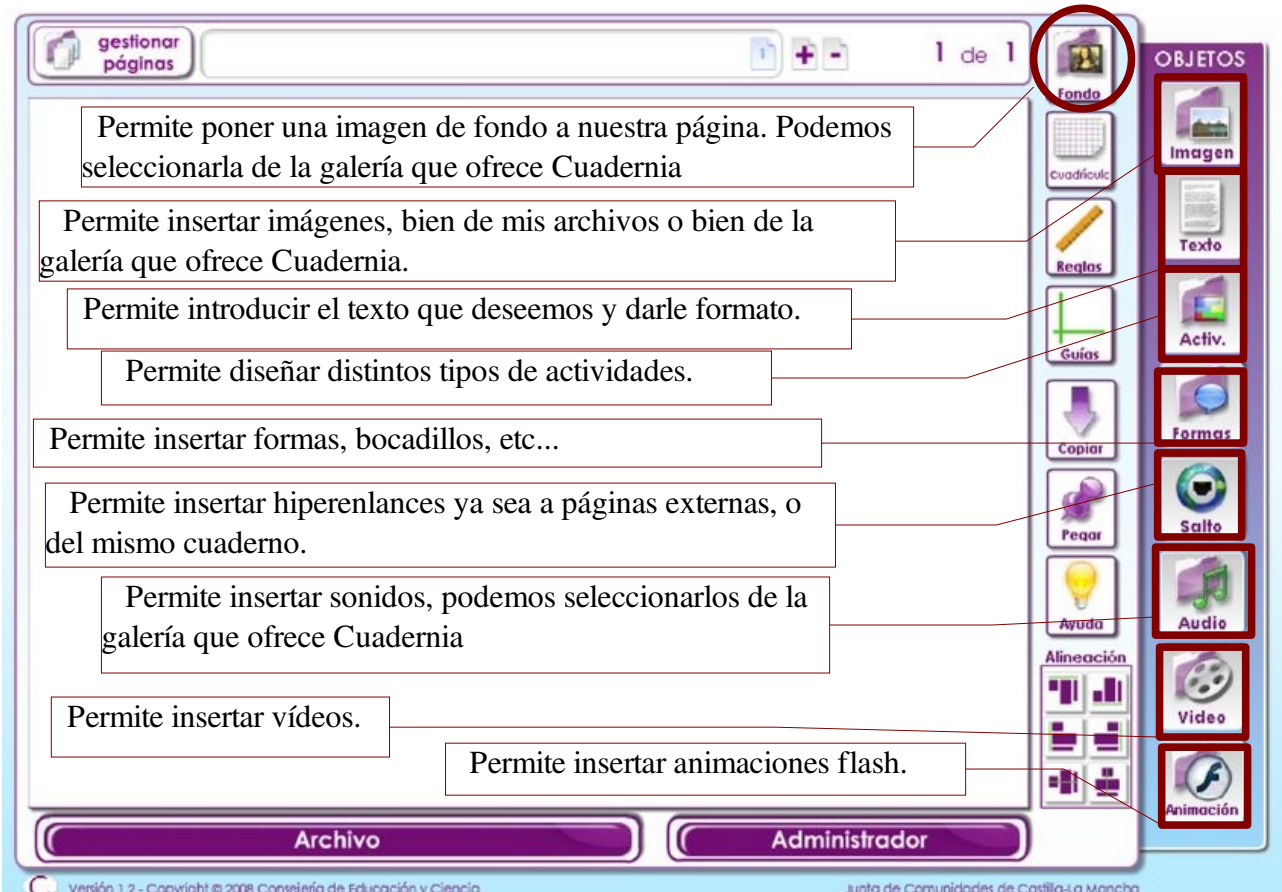 gestionar
páginas
1
1 de 1
Fondo
OBJETOS
Permite poner una imagen de fondo a nuestra página. Podemos
seleccionarla de la galería que ofrece Cuadernia
Imagen
Cuadrícula
Permite insertar imágenes, bien de mis archivos o bien de la
galería que ofrece Cuadernia.
Reglas
Texto
Permite introducir el texto que deseemos y darle formato.
Guías
Activ.
Permite diseñar distintos tipos de actividades.
Permite insertar formas, bocadillos, etc...
Copiar
Formas
Permite insertar hiperenlances ya sea a páginas externas, o
del mismo cuaderno.
Pegar
Salto
Permite insertar sonidos, podemos seleccionarlos de la
galería que ofrece Cuadernia
Ayuda
Audio
Alineación
Permite insertar vídeos.
Video
Permite insertar animaciones flash.
Animación
Archivo
Administrador
Versión 1.2 - Copyright © 2008 Consejería de Educación y Ciencia
Junta de Comunidades de Castilla-La Mancha